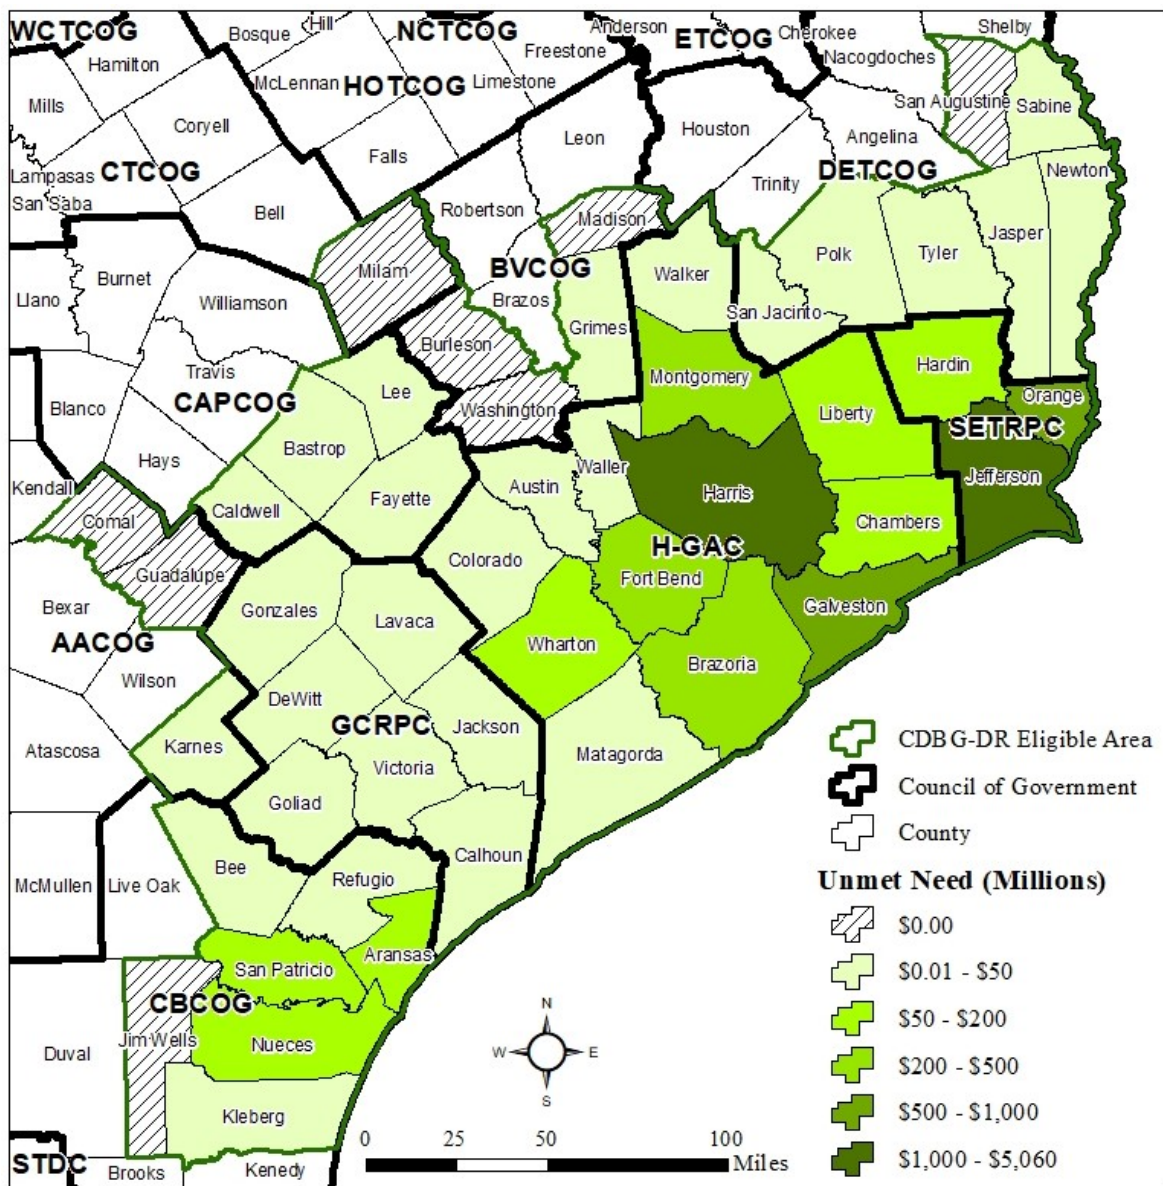 WCTCOG
Bosque
Hill
NCTCOG
Anderson
ETCOG
Cherokee
Shelby
Hamilton
McLennan
HOTCOG
Limestone
Freestone
Nacogdoches
Mills
Coryell
Leon
Houston
San Augustine
Sabine
Angelina
Falls
Lampasas
CTCOG
San Saba
Bell
Robertson
Madison
Trinity
DETCOG
Newton
Jasper
Burnet
Milam
BVCOG
Walker
Polk
Tyler
Llano
Williamson
Brazos
Grimes
San Jacinto
Travis
Burleson
Blanco
CAPCOG
Lee
Washington
Montgomery
Liberty
Hardin
Orange
SETRPC
Hays
Bastrop
Waller
Jefferson
Kendall
Comal
Caldwell
Fayette
Austin
Harris
Chambers
Guadalupe
Colorado
H-GAC
Fort Bend
Galveston
Bexar
AACOG
Gonzales
Lavaca
Wharton
Brazoria
Wilson
DeWitt
GCRPC
Jackson
Atascosa
Karnes
Victoria
Matagorda
Goliad
McMullen
Live Oak
Bee
Refugio
Calhoun
San Patricio
Aransas
CBCOG
Duval
Jim Wells
Nueces
Kleberg
STDC
Brooks
Kenedy
CDBG-DR Eligible Area
Council of Government
County
Unmet Need (Millions)
$0.00
$0.01 - $50
$50 - $200
$200 - $500
$500 - $1,000
$1,000 - $5,060
N
W
E
S
0
25
50
100
Miles